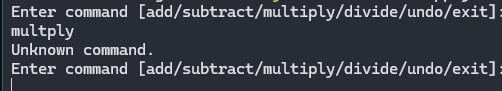 Enter command [add/subtract/multiply/divide/undo/exit]:
multply
Unknown command.
Enter command [add/subtract/multiply/divide/undo/exit]: